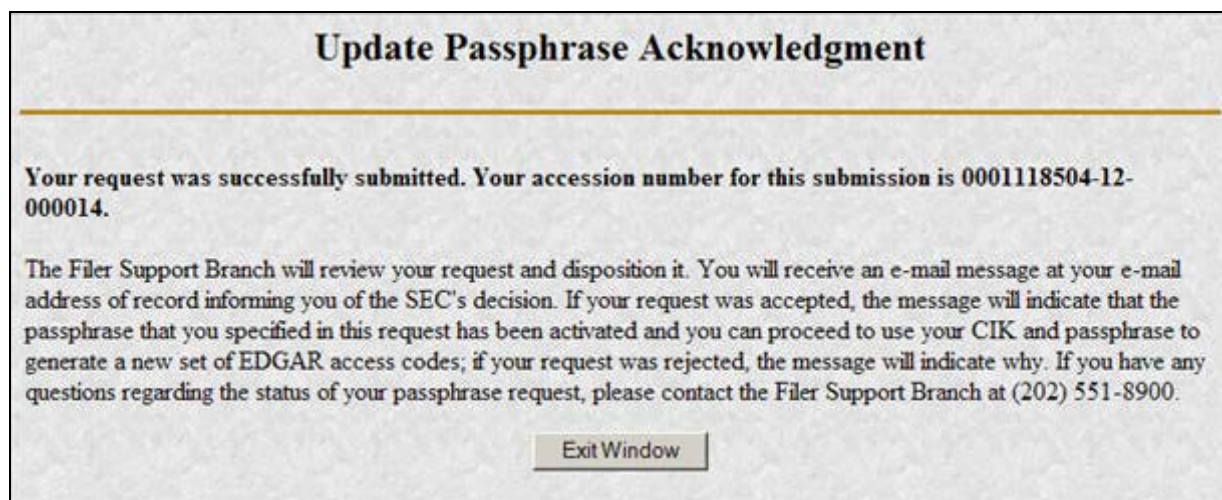 Update Passphrase Acknowledgment
Your request was successfully submitted. Your accession number for this submission is 0001118504-12-
000014.
The Filer Support Branch will review your request and disposition it. You will receive an e-mail message at your e-mail
address of record informing you of the SEC's decision. If your request was accepted, the message will indicate that the
passphrase that you specified in this request has been activated and you can proceed to use your CIK and passphrase to
generate a new set of EDGAR access codes; if your request was rejected, the message will indicate why. If you have any
questions regarding the status of your passphrase request, please contact the Filer Support Branch at (202) 551-8900.
Exit Window